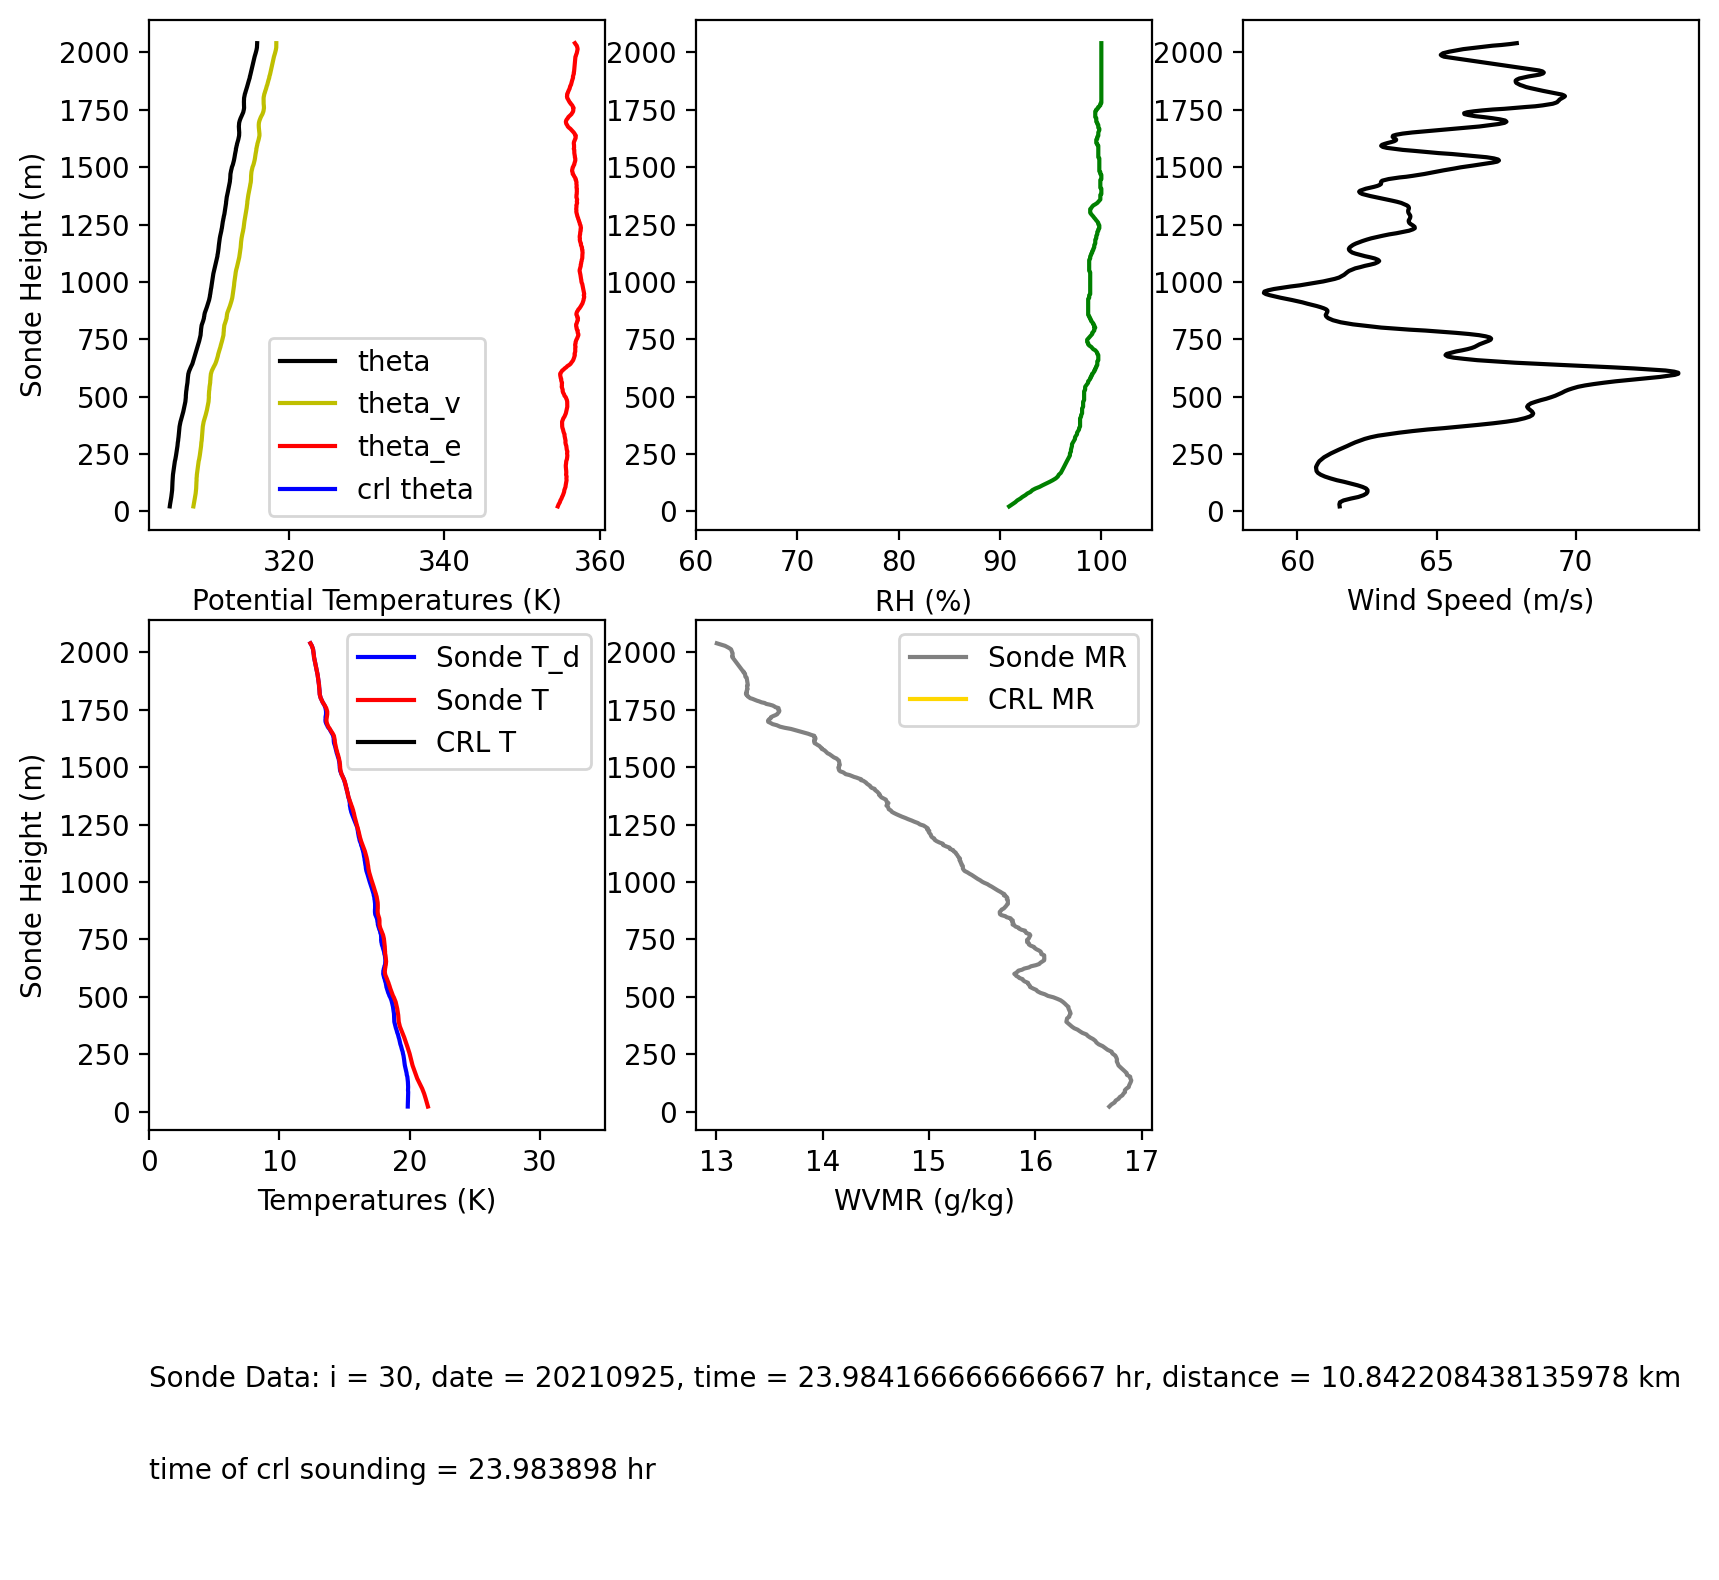 2000
1750
1500
1250
1000
750
500
250
0
Sonde Height (m)
320 340 360
Potential Temperatures (K)
theta
theta_v
theta_e
crl theta
2000
1750
1500
1250
1000
750
500
250
0
60 70 80 90 100
RH (%)
2000
1750
1500
1250
1000
750
500
250
0
60 65 70
Wind Speed (m/s)
2000
1750
1500
1250
1000
750
500
250
0
Sonde Height (m)
0 10 20 30
Temperatures (K)
Sonde T_d
Sonde T
CRL T
2000
1750
1500
1250
1000
750
500
250
0
13 14 15 16 17
WVMR (g/kg)
Sonde MR
CRL MR
Sonde Data: i = 30, date = 20210925, time = 23.984166666666667 hr, distance = 10.842208438135978 km
time of crl sounding = 23.983898 hr